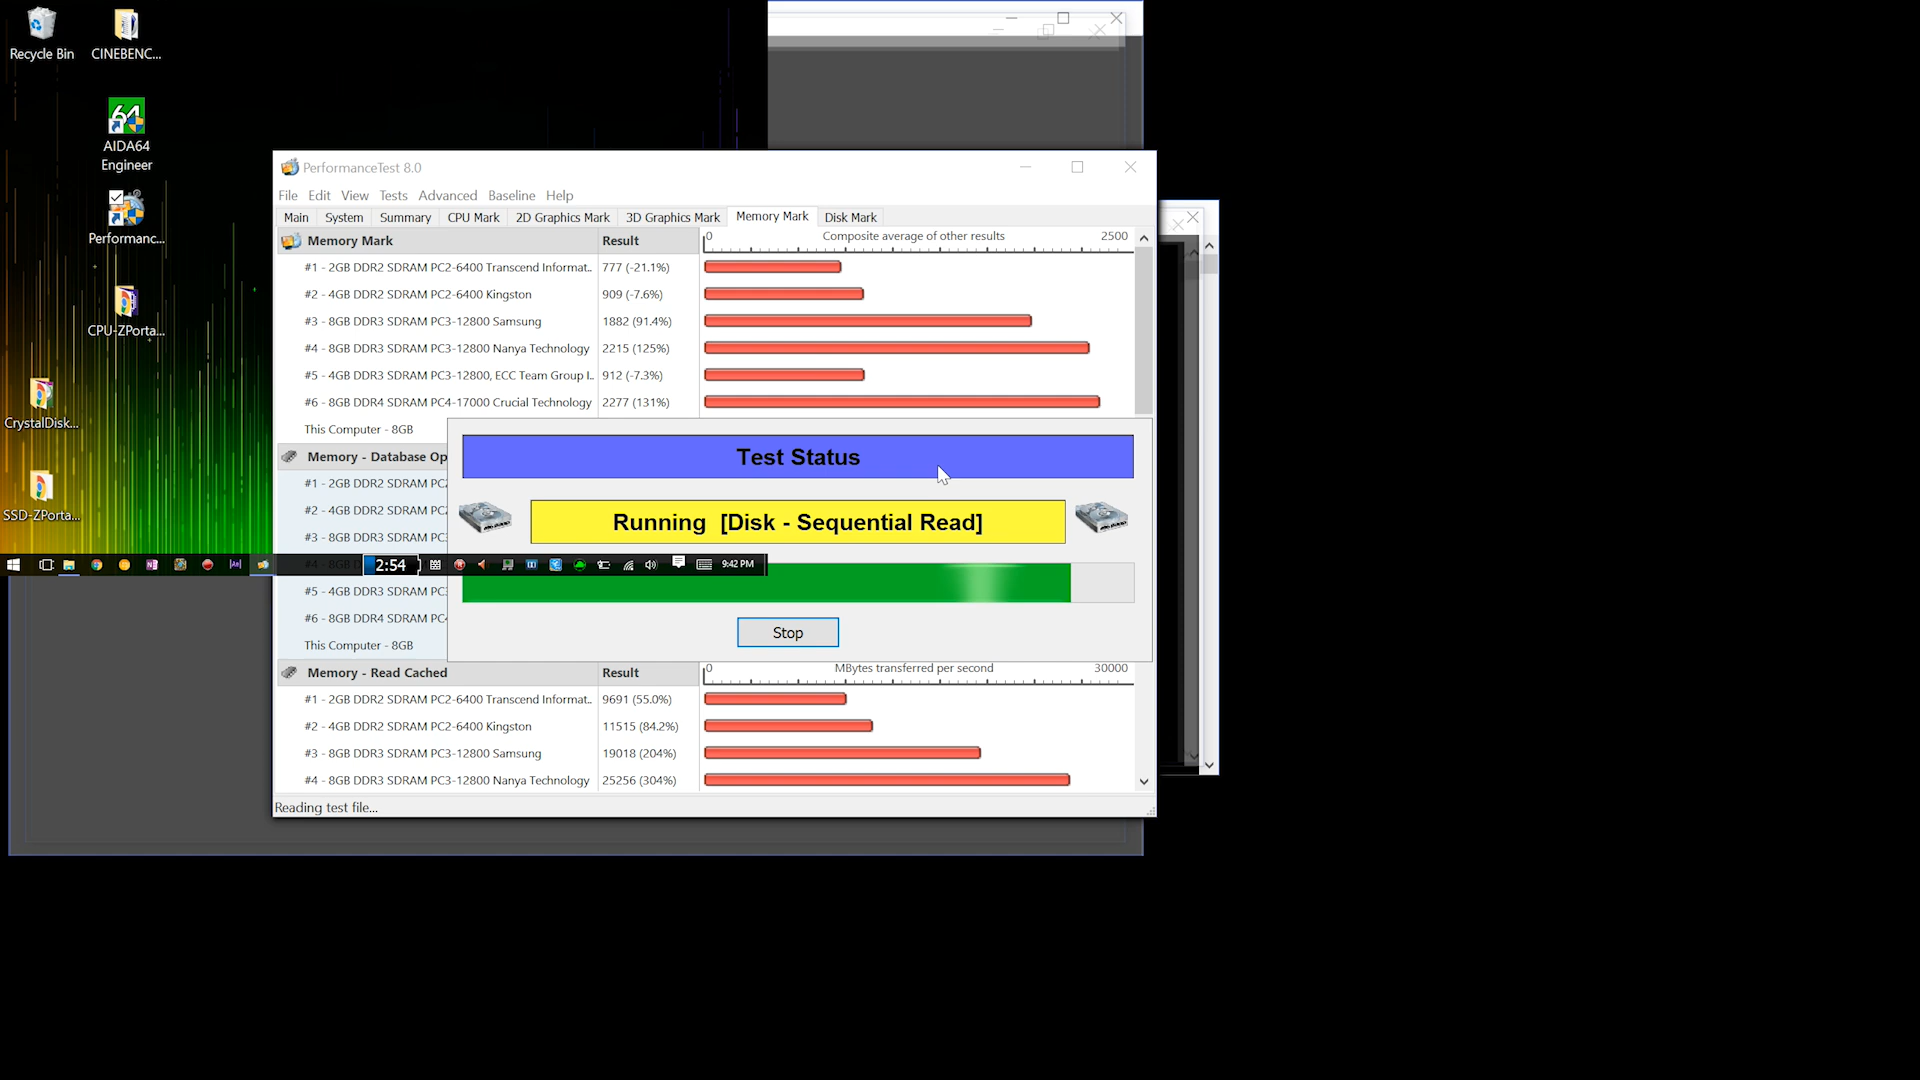 Recycle Bin
CINEBENC...
AIDA64
Engineer
Performanc...
CPU-ZPorta...
CrystalDisk...
SSD-ZPorta...
PerformanceTest 8.0
File Edit View Tests Advanced Baseline Help
Main System Summary CPU Mark 2D Graphics Mark 3D Graphics Mark Memory Mark Disk Mark
Memory Mark Result 0 Composite average of other results 2500
#1 - 2GB DDR2 SDRAM PC2-6400 Transcend Informat.. 777 (-21.1%)
#2 - 4GB DDR2 SDRAM PC2-6400 Kingston 909 (-7.6%)
#3 - 8GB DDR3 SDRAM PC3-12800 Samsung 1882 (91.4%)
#4 - 8GB DDR3 SDRAM PC3-12800 Nanya Technology 2215 (125%)
#5 - 4GB DDR3 SDRAM PC3-12800, ECC Team Group I.. 912 (-7.3%)
#6 - 8GB DDR4 SDRAM PC4-17000 Crucial Technology 2277 (131%)
This Computer - 8GB
Memory - Database Op
#1 - 2GB DDR2 SDRAM PC2
#2 - 4GB DDR2 SDRAM PC2
#3 - 8GB DDR3 SDRAM PC3
#5 - 4GB DDR3 SDRAM PC3
#6 - 8GB DDR4 SDRAM PC4
This Computer - 8GB
Test Status
Running [Disk - Sequential Read]
Stop
2:54
9:42 PM
Memory - Read Cached Result 0 MBytes transferred per second 30000
#1 - 2GB DDR2 SDRAM PC2-6400 Transcend Informat.. 9691 (55.0%)
#2 - 4GB DDR2 SDRAM PC2-6400 Kingston 11515 (84.2%)
#3 - 8GB DDR3 SDRAM PC3-12800 Samsung 19018 (204%)
#4 - 8GB DDR3 SDRAM PC3-12800 Nanya Technology 25256 (304%)
Reading test file...